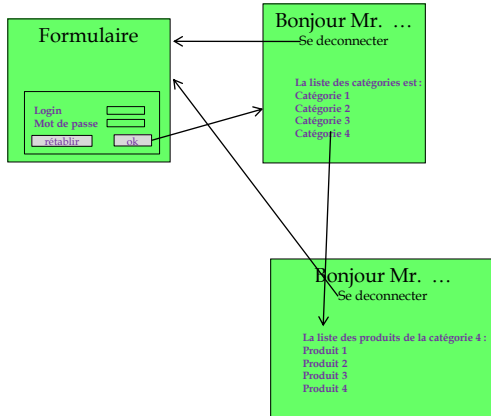 Formulaire
Login
Mot de passe
rétablir
ok
Bonjour Mr. …
Se deconnecter
La liste des catégories est :
Catégorie 1
Catégorie 2
Catégorie 3
Catégorie 4
Bonjour Mr. …
Se deconnecter
La liste des produits de la catégorie 4 :
Produit 1
Produit 2
Produit 3
Produit 4